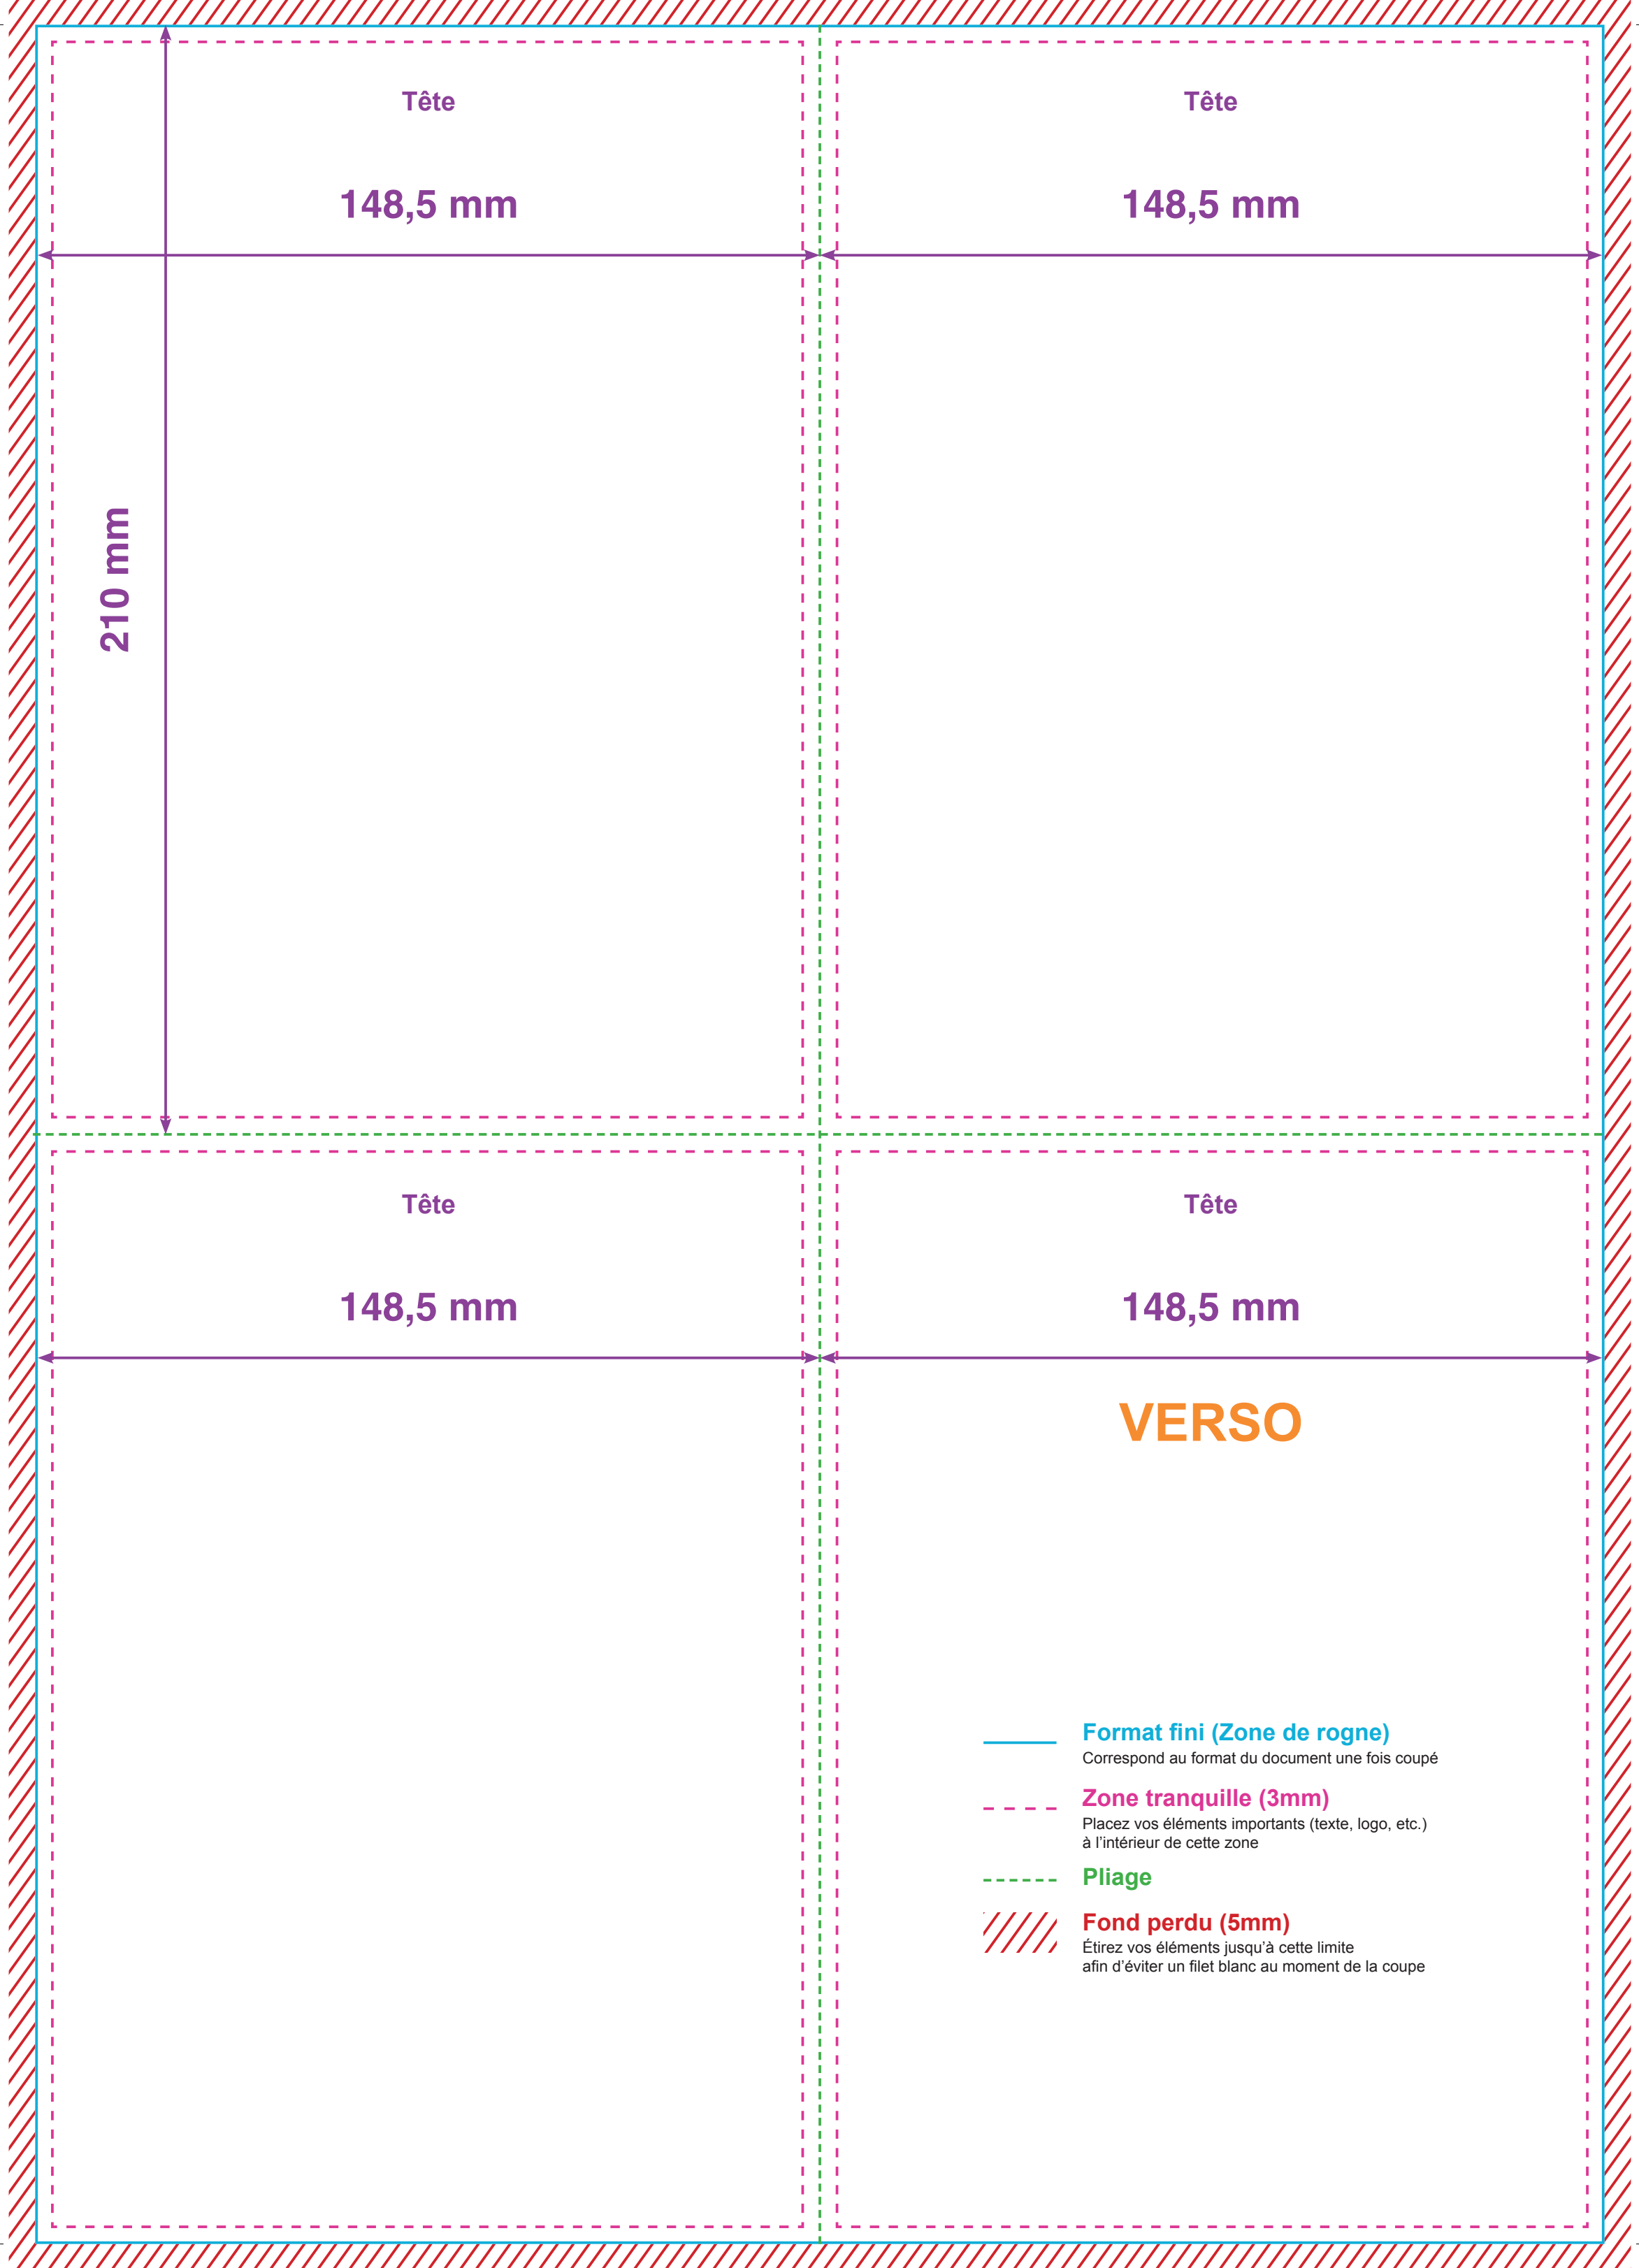 Tête
Tête
148,5 mm
148,5 mm
210 mm
Tête
Tête
148,5 mm
148,5 mm
VERSO
Format fini (Zone de rogne)
Correspond au format du document une fois coupé
Zone tranquille (3mm)
Placez vos éléments importants (texte, logo, etc.)
à l’intérieur de cette zone
Pliage
Fond perdu (5mm)
Étirez vos éléments jusqu’à cette limite
afin d’éviter un filet blanc au moment de la coupe